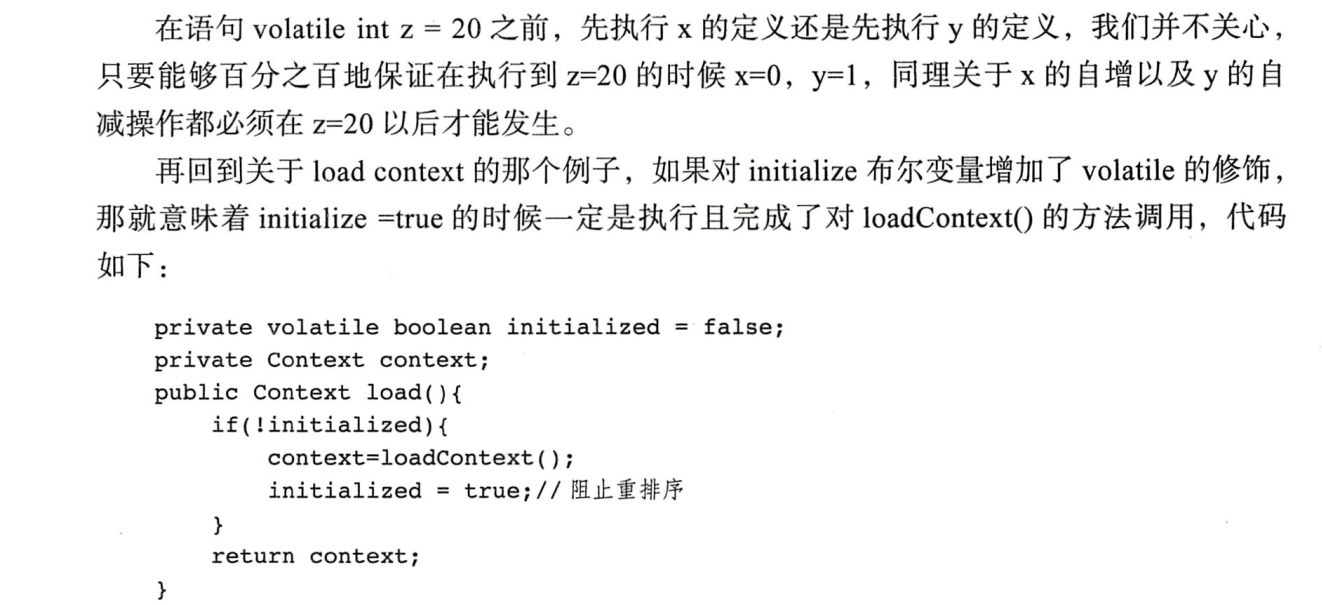 在语句 volatile int z = 20 之前，先执行 x 的定义还是先执行 y 的定义，我们并不关心，
只要能够百分之百地保证在执行到 z=20 的时候 x=0，y=1，同理关于 x 的自增以及 y 的自
减操作都必须在 z=20 以后才能发生。
再回到关于 load context 的那个例子，如果对 initialize 布尔变量增加了 volatile 的修饰，
那就意味着 initialize =true 的时候一定是执行且完成了对 loadContext() 的方法调用，代码
如下：
private volatile boolean initialized = false;
private Context context;
public Context load(){
if(!initialized){
context=loadContext();
initialized = true;// 阻止重排序
}
return context;
}